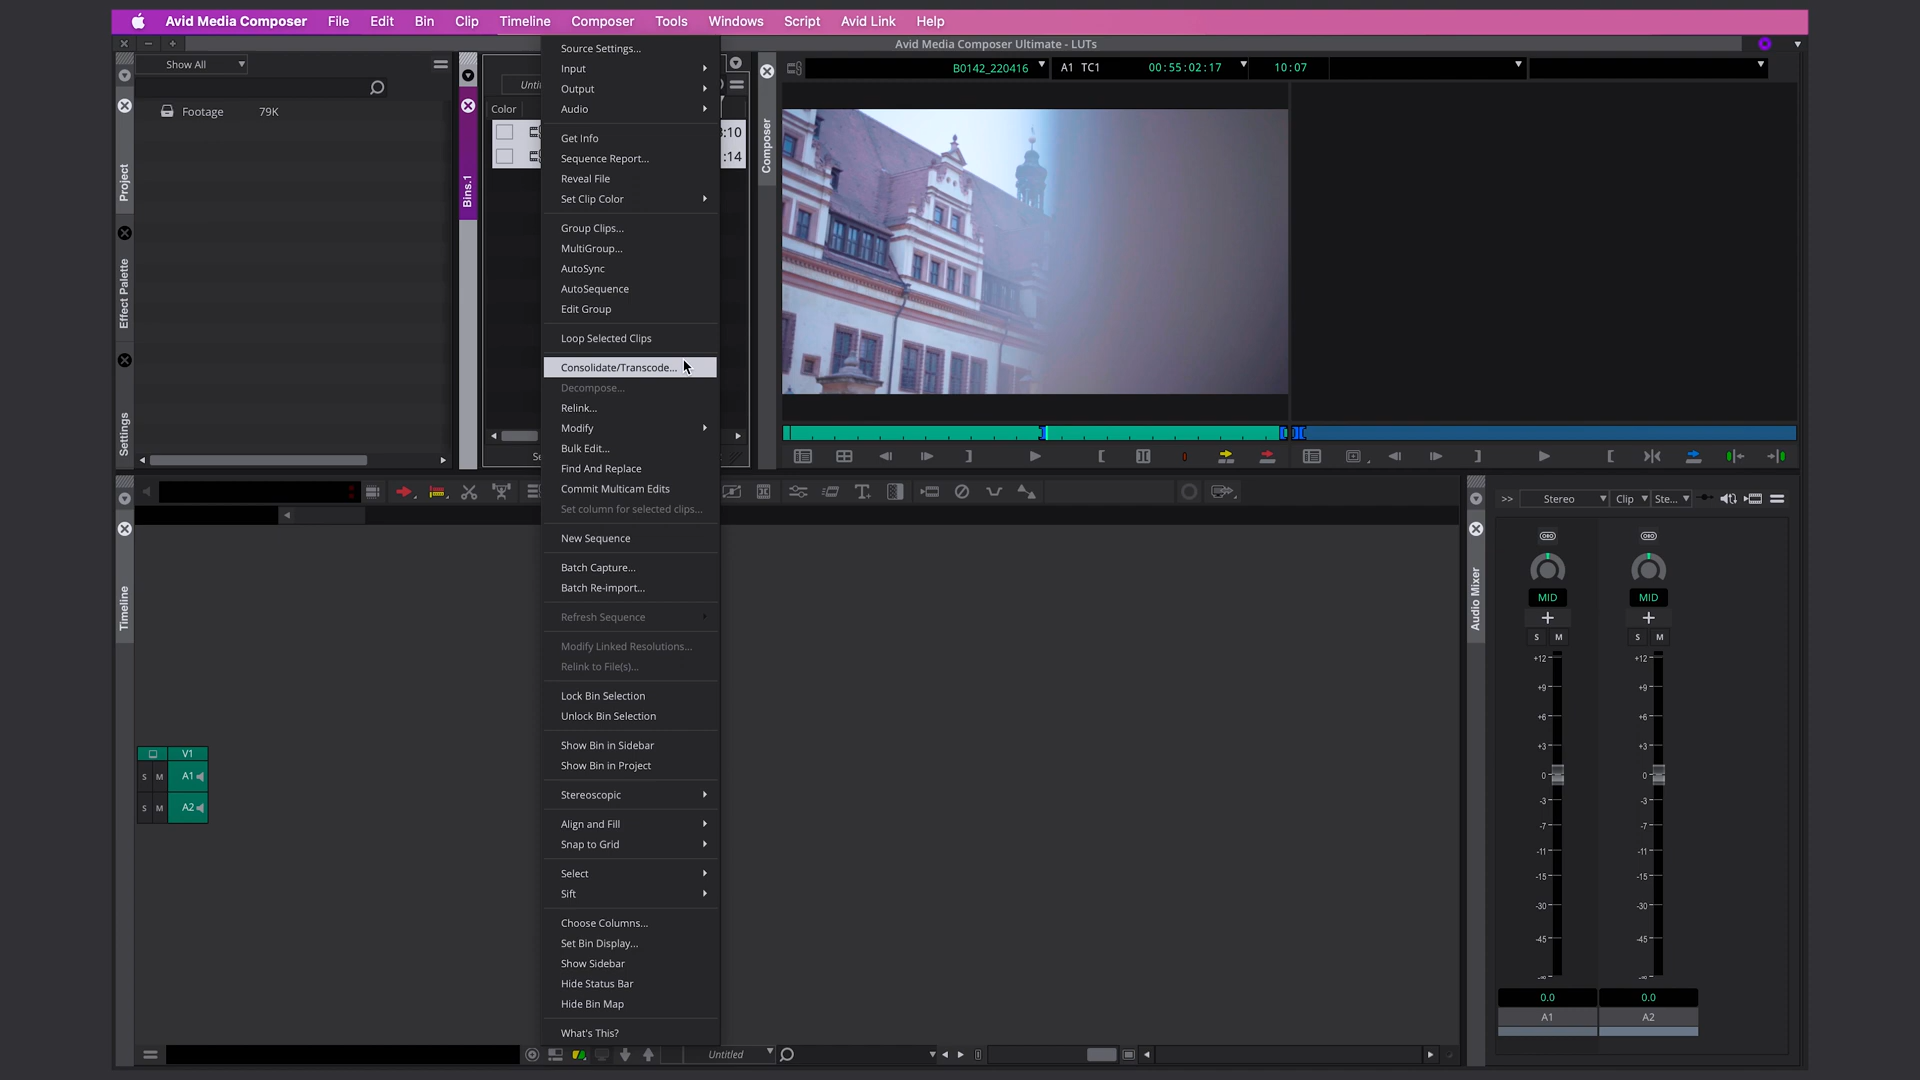 Avid Media Composer File Edit Bin Clip Timeline Composer Tools Windows Script Avid Link Help
Avid Media Composer Ultimate - LUTs
Show All
Footage 79K
Project
Effect Palette
Settings
Bins.1
Color
:14
Source Settings...
Input
Output
Audio
Get Info
Sequence Report...
Reveal File
Set Clip Color
Group Clips...
MultiGroup...
AutoSync
AutoSequence
Edit Group
Loop Selected Clips
Consolidate/Transcode...
Decompose...
Relink...
Modify
Bulk Edit...
Find And Replace
Commit Multicam Edits
Set column for selected clips...
New Sequence
Batch Capture...
Batch Re-import...
Refresh Sequence
Modify Linked Resolutions...
Relink to File(s)...
Lock Bin Selection
Unlock Bin Selection
Show Bin in Sidebar
Show Bin in Project
Stereoscopic
Align and Fill
Snap to Grid
Select
Sift
Choose Columns...
Set Bin Display...
Show Sidebar
Hide Status Bar
Hide Bin Map
What's This?
Composer
B0142_220416 A1 TC1 00:55:02:17 10:07
Timeline
V1
S M A1
S M A2
Untitled
Audio Mixer
>> Stereo Clip Ste...
MID MID
S M S M
+12 +12
+9 +9
+6 +6
+3 +3
0 0
-3 -3
-7 -7
-11 -11
-15 -15
-30 -30
-45 -45
-∞ -∞
0.0 0.0
A1 A2